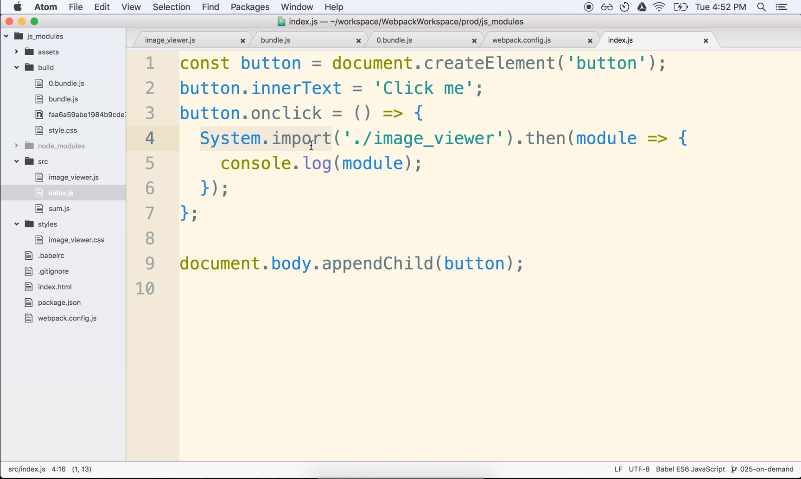 Atom File Edit View Selection Find Packages Window Help Tue 4:52 PM
index.js — ~/workspace/WebpackWorkspace/prod/js_modules
js_modules
assets
build
0.bundle.js
bundle.js
faa6a59abe1984b9cde7
style.css
node_modules
src
image_viewer.js
index.js
sum.js
styles
image_viewer.css
.babelrc
.gitignore
index.html
package.json
webpack.config.js
image_viewer.js × bundle.js × 0.bundle.js × webpack.config.js × index.js ×
1 const button = document.createElement('button');
2 button.innerText = 'Click me';
3 button.onclick = () => {
4 System.import('./image_viewer').then(module => {
5 console.log(module);
6 });
7 };
8
9 document.body.appendChild(button);
10
src/index.js 4:16 (1, 13) LF UTF-8 Babel ES6 JavaScript 025-on-demand